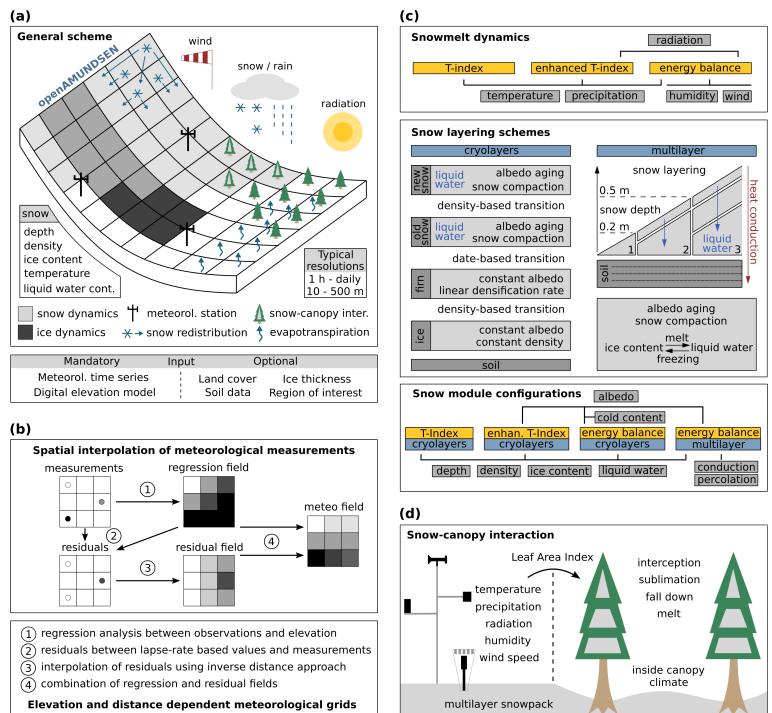 (a)
General scheme
openAMUNDSEN
wind
snow / rain
radiation
snow
depth
density
ice content
temperature
liquid water cont.
Typical
resolutions
1 h - daily
10 - 500 m
snow dynamics
meteorol. station
snow-canopy inter.
ice dynamics
snow redistribution
evapotranspiration
Mandatory Input Optional
Meteorol. time series
Digital elevation model
Land cover
Soil data
Ice thickness
Region of interest
(b)
Spatial interpolation of meteorological measurements
measurements
regression field
1
2
meteo field
4
residuals
residual field
3
1 regression analysis between observations and elevation
2 residuals between lapse-rate based values and measurements
3 interpolation of residuals using inverse distance approach
4 combination of regression and residual fields
Elevation and distance dependent meteorological grids
(c)
Snowmelt dynamics
radiation
T-index
enhanced T-index
energy balance
temperature
precipitation
humidity
wind
Snow layering schemes
cryolayers
new
snow
liquid
water
albedo aging
snow compaction
density-based transition
old
snow
liquid
water
albedo aging
snow compaction
date-based transition
firn
constant albedo
linear densification rate
density-based transition
ice
constant albedo
constant density
soil
multilayer
snow layering
0.5 m
snow depth
0.2 m
liquid
water
1
2
3
heat conduction
soil
albedo aging
snow compaction
melt
ice content
liquid water
freezing
Snow module configurations
albedo
cold content
T-Index
cryolayers
enhan. T-Index
cryolayers
energy balance
cryolayers
energy balance
multilayer
depth
density
ice content
liquid water
conduction
percolation
(d)
Snow-canopy interaction
Leaf Area Index
temperature
precipitation
radiation
humidity
wind speed
interception
sublimation
fall down
melt
inside canopy
climate
multilayer snowpack